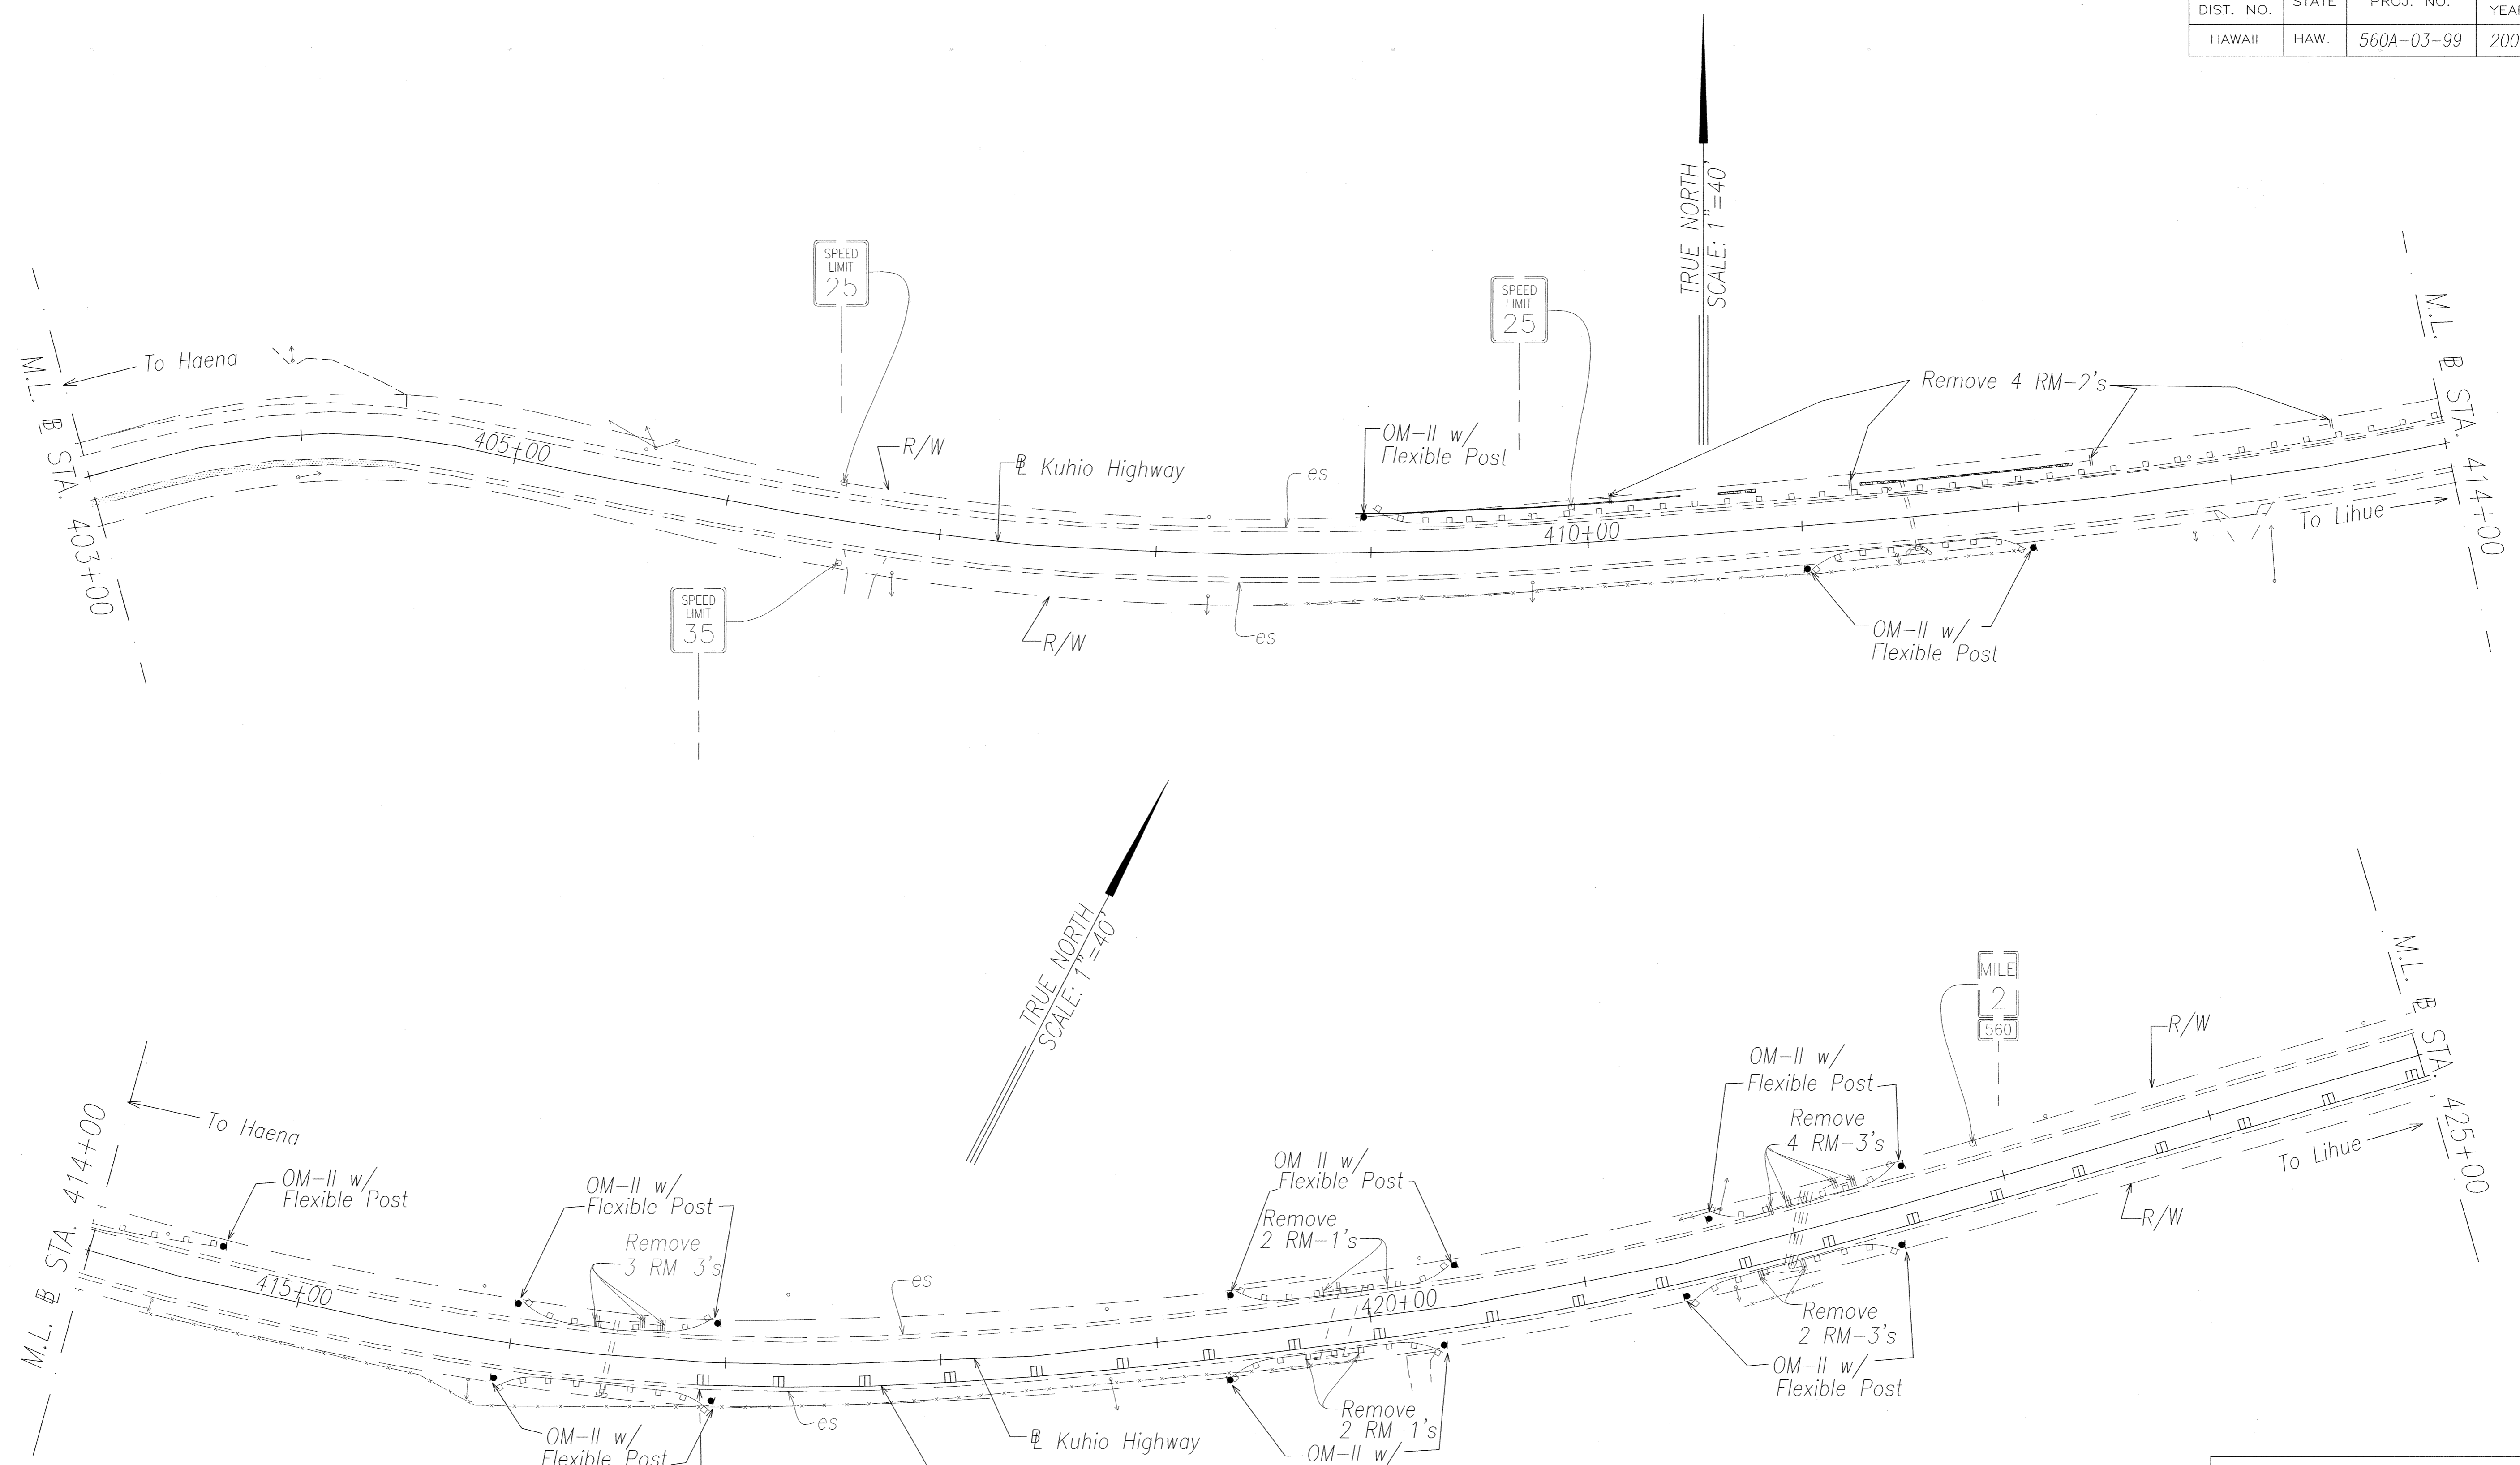 DIST. NO.
STATE
PROJ. NO.
HAWAII
HAW.
560A-03-99
TRUE NORTH
SCALE: 1"=40'
SPEED
LIMIT
25
SPEED
LIMIT
25
M.L. ℄ STA. 403+00
To Haena
405+00
R/W
℄ Kuhio Highway
es
OM-II w/
Flexible Post
Remove 4 RM-2's
M.L. ℄ STA. 414+00
410+00
To Lihue
SPEED
LIMIT
35
R/W
es
OM-II w/
Flexible Post
TRUE NORTH
SCALE: 1"=40'
MILE
2
560
M.L. ℄ STA. 425+00
R/W
OM-II w/
Flexible Post
Remove
4 RM-3's
M.L. ℄ STA. 414+00
To Haena
OM-II w/
Flexible Post
OM-II w/
Flexible Post
Remove
3 RM-3's
OM-II w/
Flexible Post
Remove
2 RM-1's
To Lihue
R/W
415+00
es
420+00
Remove
2 RM-3's
OM-II w/
Flexible Post
Remove
2 RM-1's
OM-II w/
es
℄ Kuhio Highway
OM-II w/
Flexible Post